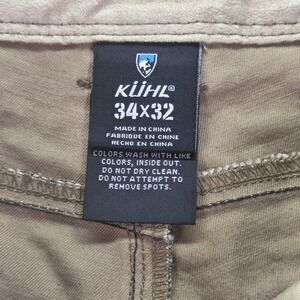 KÜHL®
34X32
MADE IN CHINA
FABRIQUÉ EN CHINE
HECHO EN CHINA
COLORS. WASH WITH LIKE
COLORS, INSIDE OUT.
DO NOT DRY CLEAN.
DO NOT ATTEMPT TO
REMOVE SPOTS.